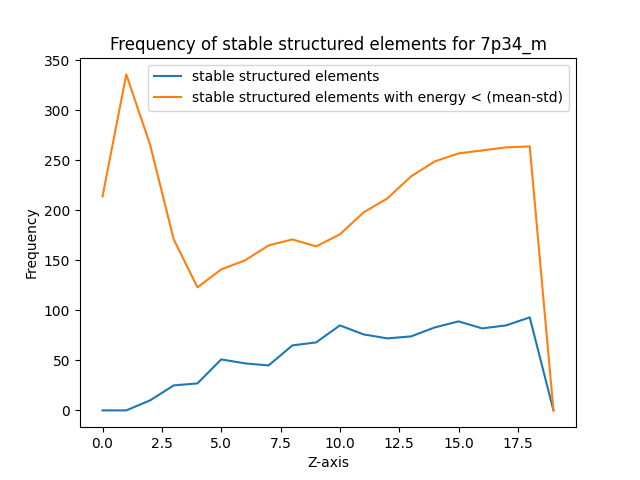 Frequency of stable structured elements for 7p34_m
stable structured elements
stable structured elements with energy < (mean-std)
350
300
250
200
150
100
50
0
Frequency
0.0 2.5 5.0 7.5 10.0 12.5 15.0 17.5
Z-axis